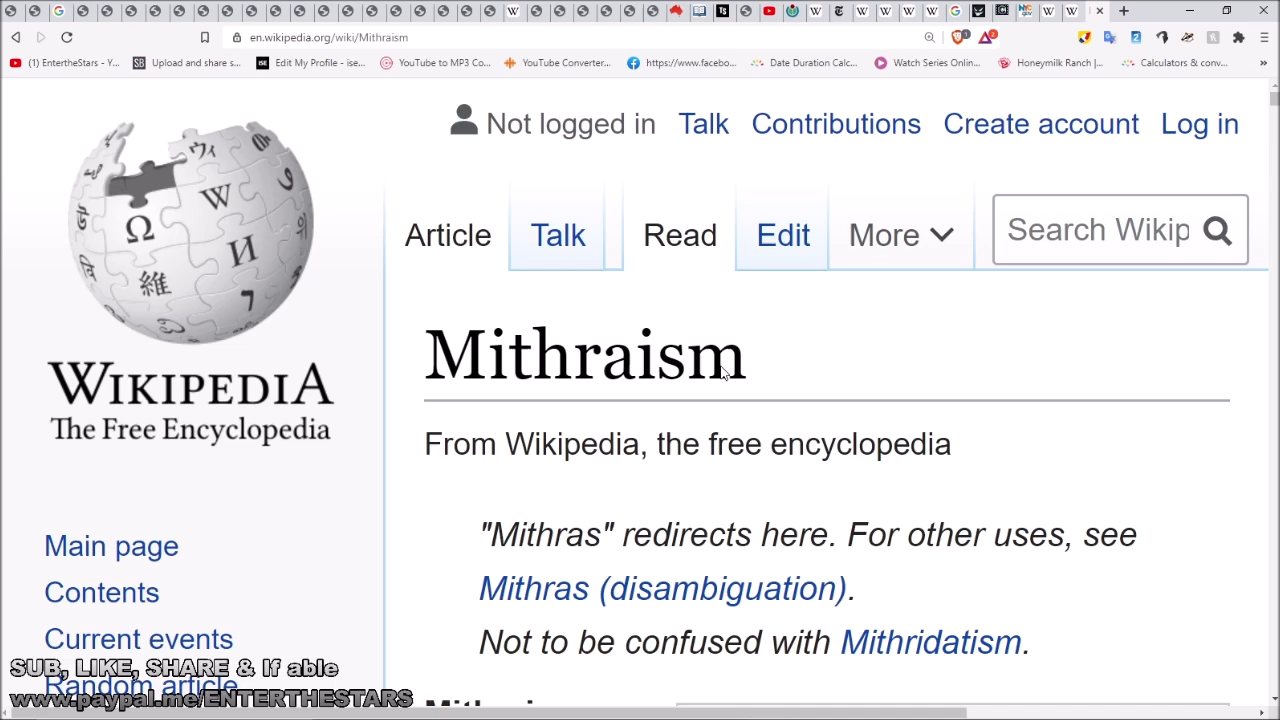 en.wikipedia.org/wiki/Mithraism
(1) EntertheStars - Y...
Upload and share s...
Edit My Profile - ise...
YouTube to MP3 Co...
YouTube Converter...
https://www.facebo...
Date Duration Calc...
Watch Series Onlin...
Honeymilk Ranch |...
Calculators & conv...
Not logged in Talk Contributions Create account Log in
Article Talk Read Edit More Search Wikip
WIKIPEDIA
The Free Encyclopedia
Mithraism
From Wikipedia, the free encyclopedia
"Mithras" redirects here. For other uses, see
Mithras (disambiguation).
Not to be confused with Mithridatism.
Main page
Contents
Current events
Random article
SUB, LIKE, SHARE & If able
www.paypal.me/ENTERTHESTARS